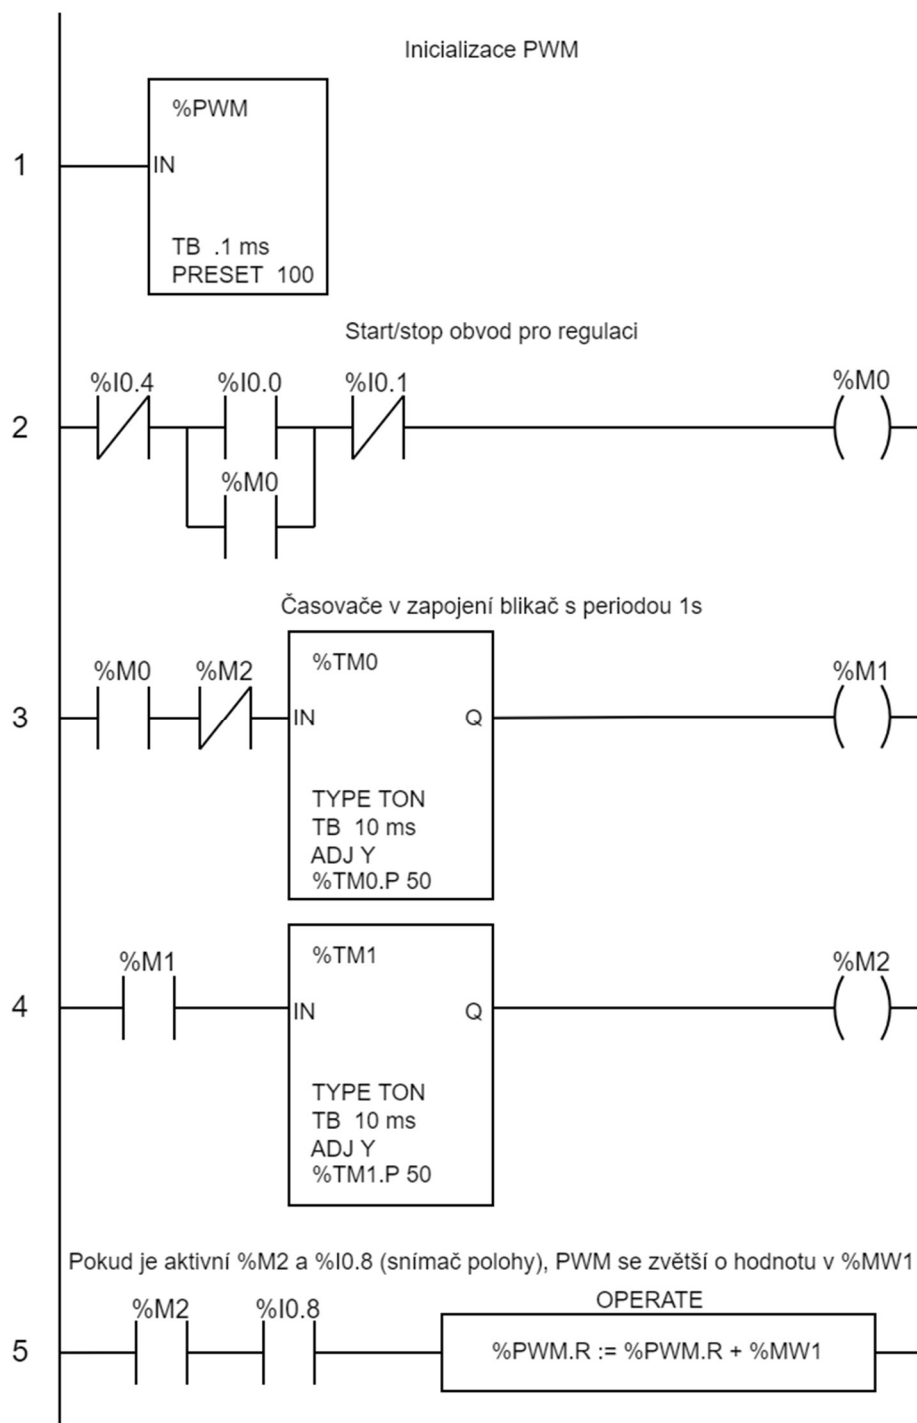 Inicializace PWM
%PWM
1
IN
TB .1 ms
PRESET 100
Start/stop obvod pro regulaci
%I0.4 %I0.0 %I0.1 %M0
2
%M0
Časovače v zapojení blikač s periodou 1s
%TM0
%M0 %M2 %M1
3
IN Q
TYPE TON
TB 10 ms
ADJ Y
%TM0.P 50
%TM1
%M1 %M2
4
IN Q
TYPE TON
TB 10 ms
ADJ Y
%TM1.P 50
Pokud je aktivní %M2 a %I0.8 (snímač polohy), PWM se zvětší o hodnotu v %MW1
OPERATE
%M2 %I0.8
5
%PWM.R := %PWM.R + %MW1